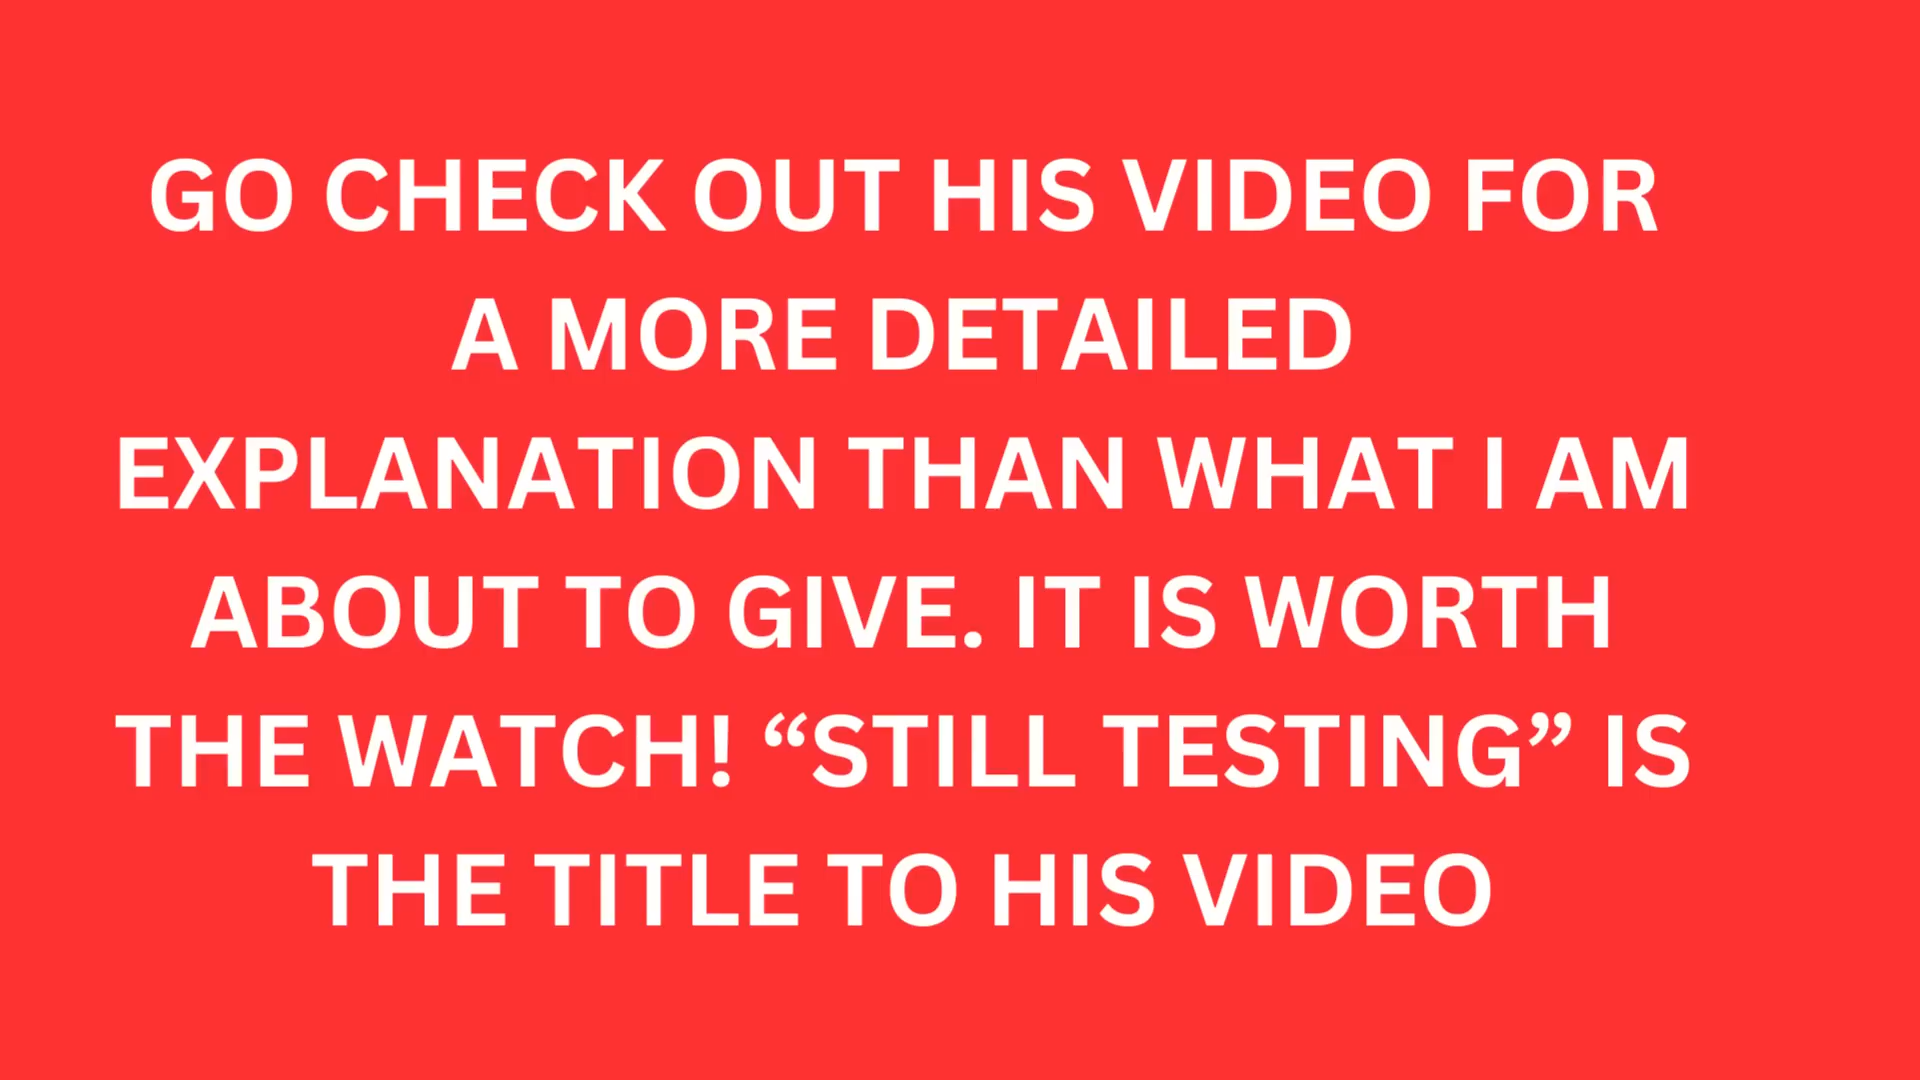 GO CHECK OUT HIS VIDEO FOR
A MORE DETAILED
EXPLANATION THAN WHAT I AM
ABOUT TO GIVE. IT IS WORTH
THE WATCH! “STILL TESTING” IS
THE TITLE TO HIS VIDEO